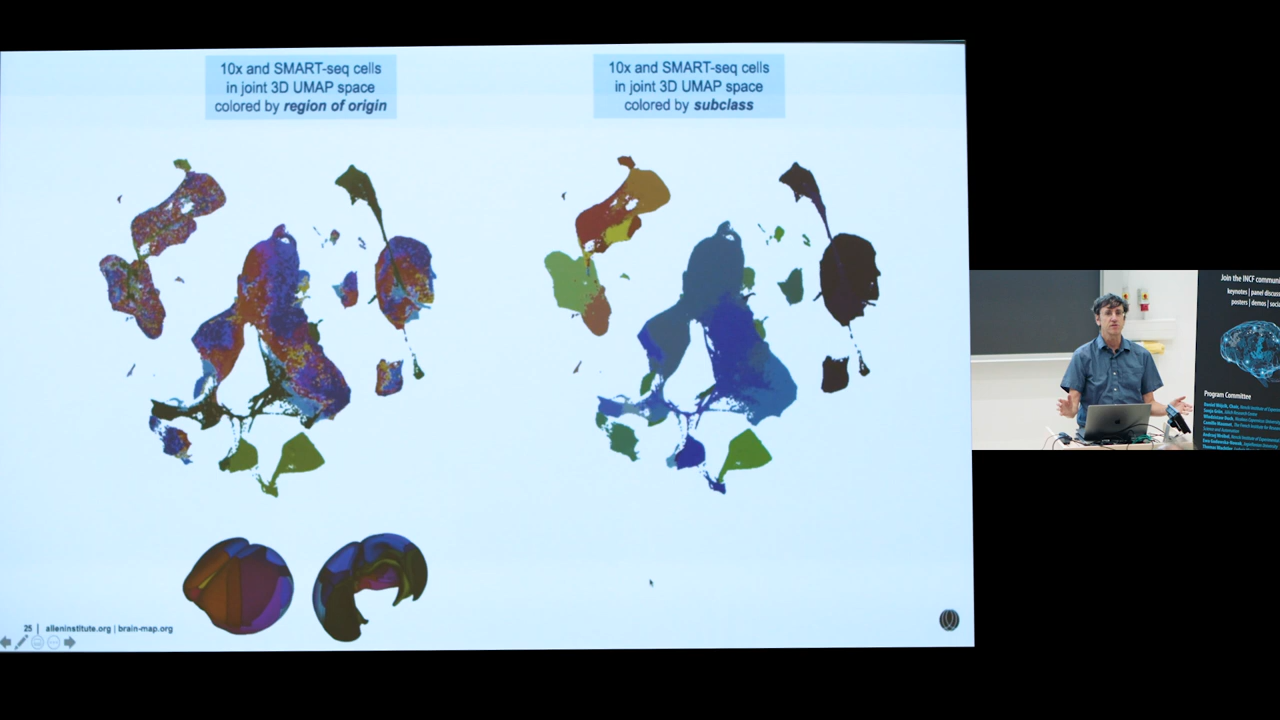 10x and SMART-seq cells
in joint 3D UMAP space
colored by region of origin
10x and SMART-seq cells
in joint 3D UMAP space
colored by subclass
25 | alleninstitute.org | brain-map.org
Join the INCF communi
keynotes | panel discus
posters | demos | soci
Program Committee